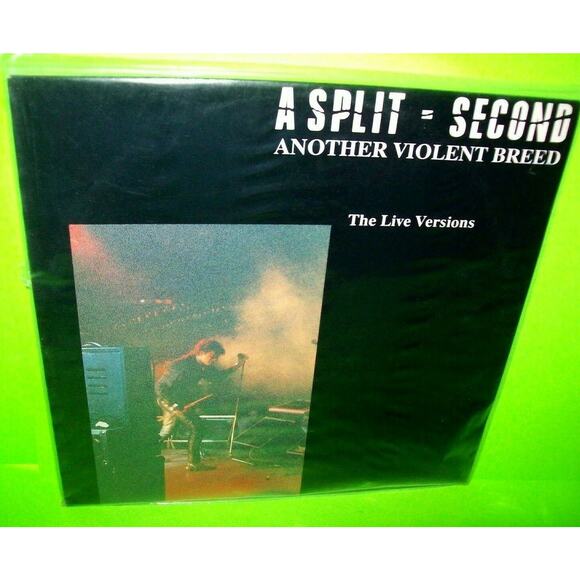 A SPLIT - SECOND
ANOTHER VIOLENT BREED
The Live Versions